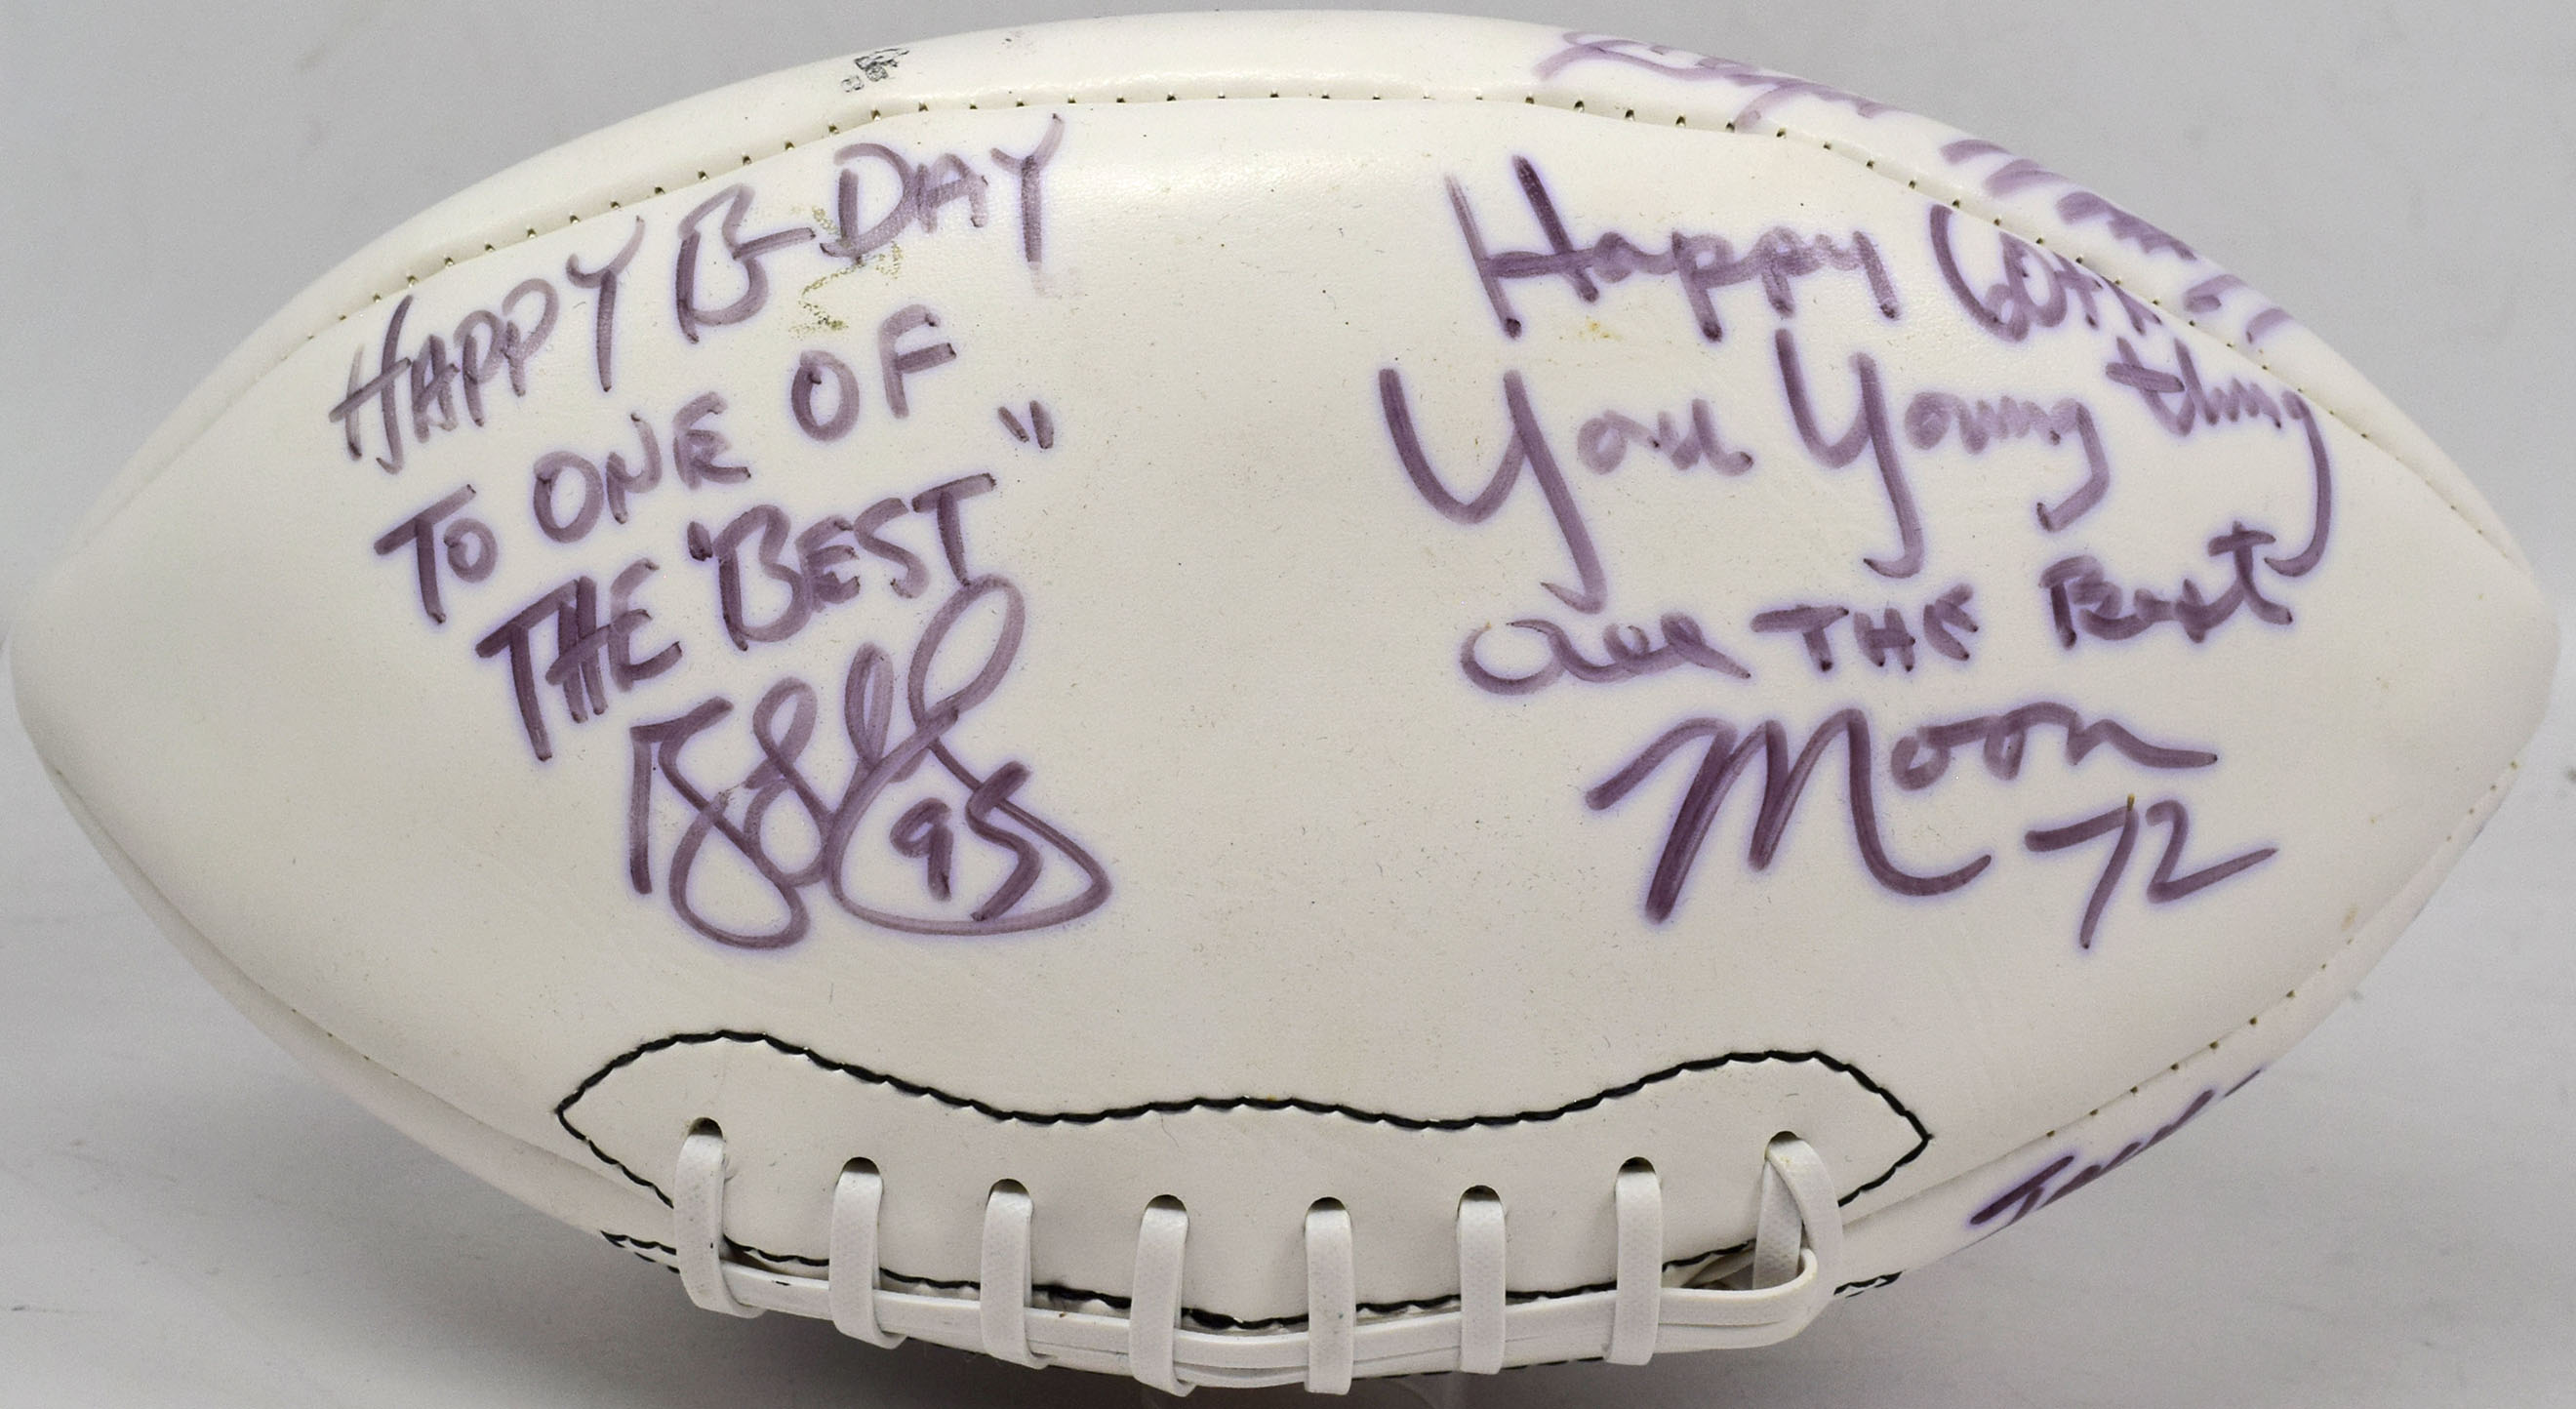 HAPPY B-DAY
TO ONE OF
THE "BEST"
95
Happy 60th
You Young thing
all THE Best
Moon
72